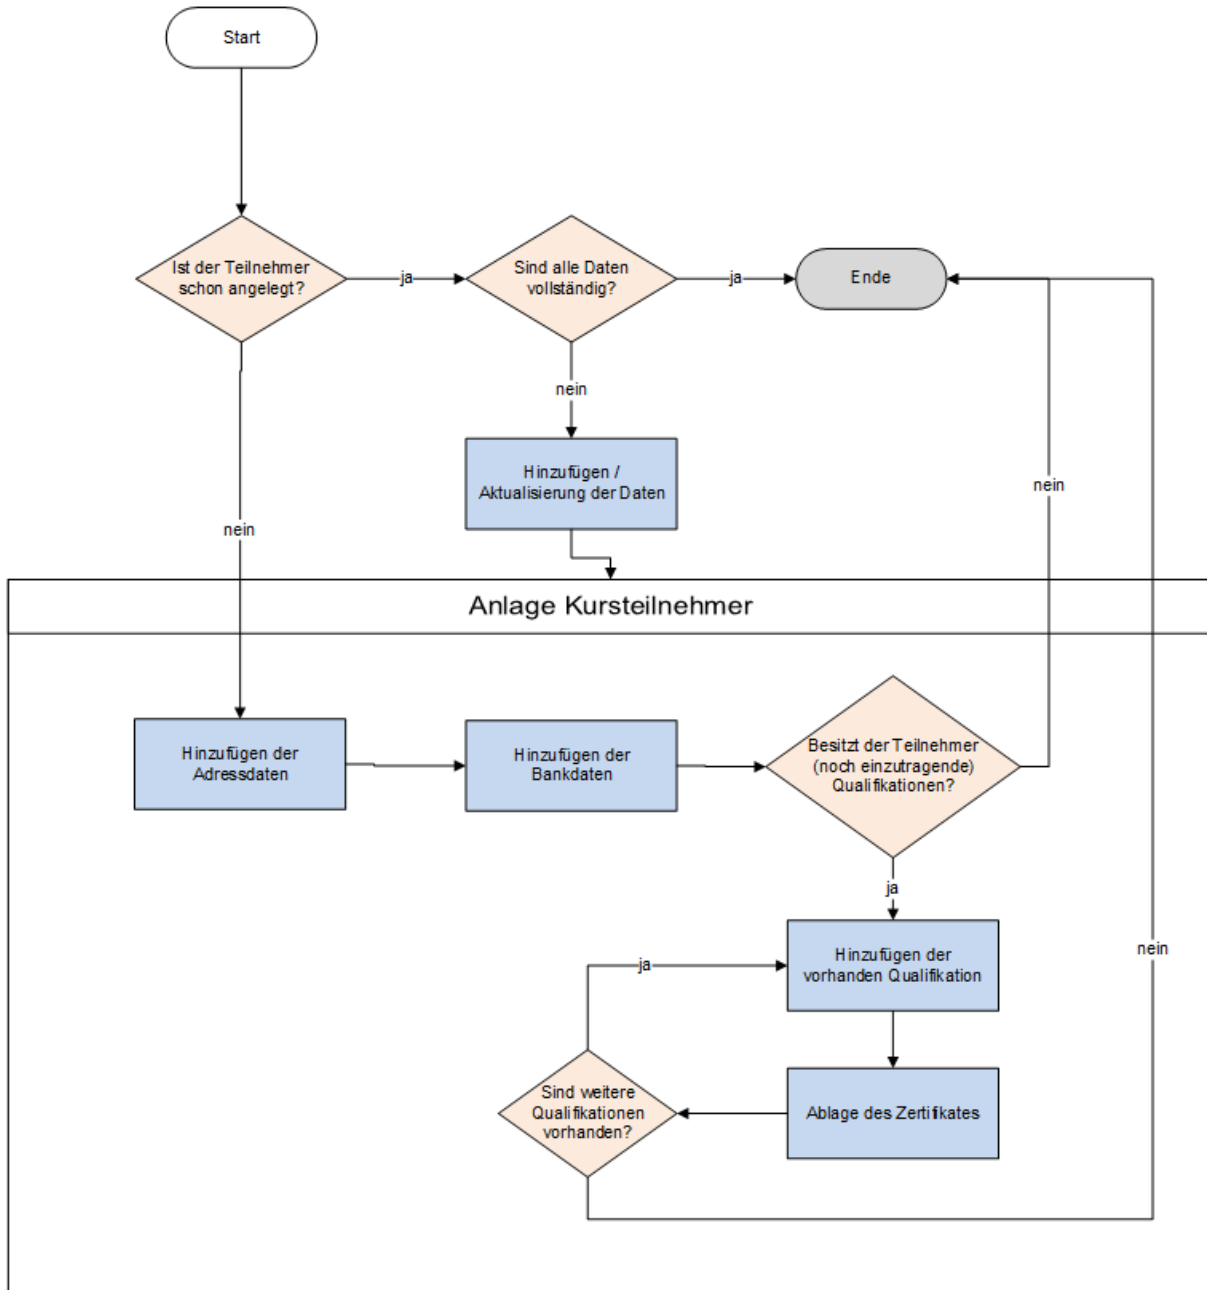 Start
Ist der Teilnehmer
schon angelegt?
ja
Sind alle Daten
vollständig?
ja
Ende
nein
Hinzufügen /
Aktualisierung der Daten
nein
nein
Anlage Kursteilnehmer
Hinzufügen der
Adressdaten
Hinzufügen der
Bankdaten
Besitzt der Teilnehmer
(noch einzutragende)
Qualifikationen?
ja
Hinzufügen der
vorhanden Qualifikation
ja
nein
Sind weitere
Qualifikationen
vorhanden?
Ablage des Zertifikates